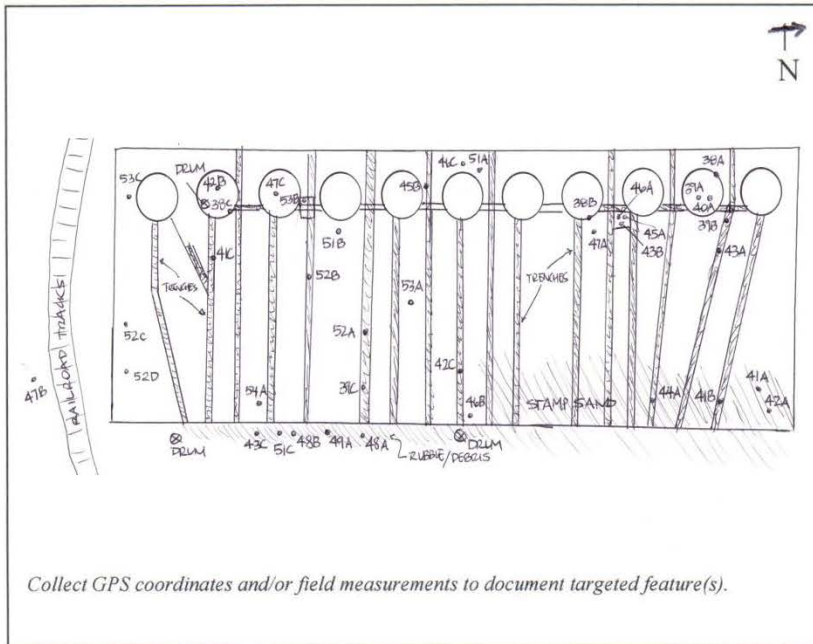 N
46C
51A
38A
53C
DRUM
42B
47C
45B
46A
39A
38C
53B
38B
40A
39B
51B
47A
45A
43B
41C
43A
TRENCHES
52B
53A
TRENCHES
RAILROAD TRACKS
52C
52A
52D
42C
47B
39C
41A
54A
46B
STAMP SAND
44A
41B
42A
DRUM
43C
51C
48B
49A
48A
RUBBLE/DEBRIS
DRUM
Collect GPS coordinates and/or field measurements to document targeted feature(s).